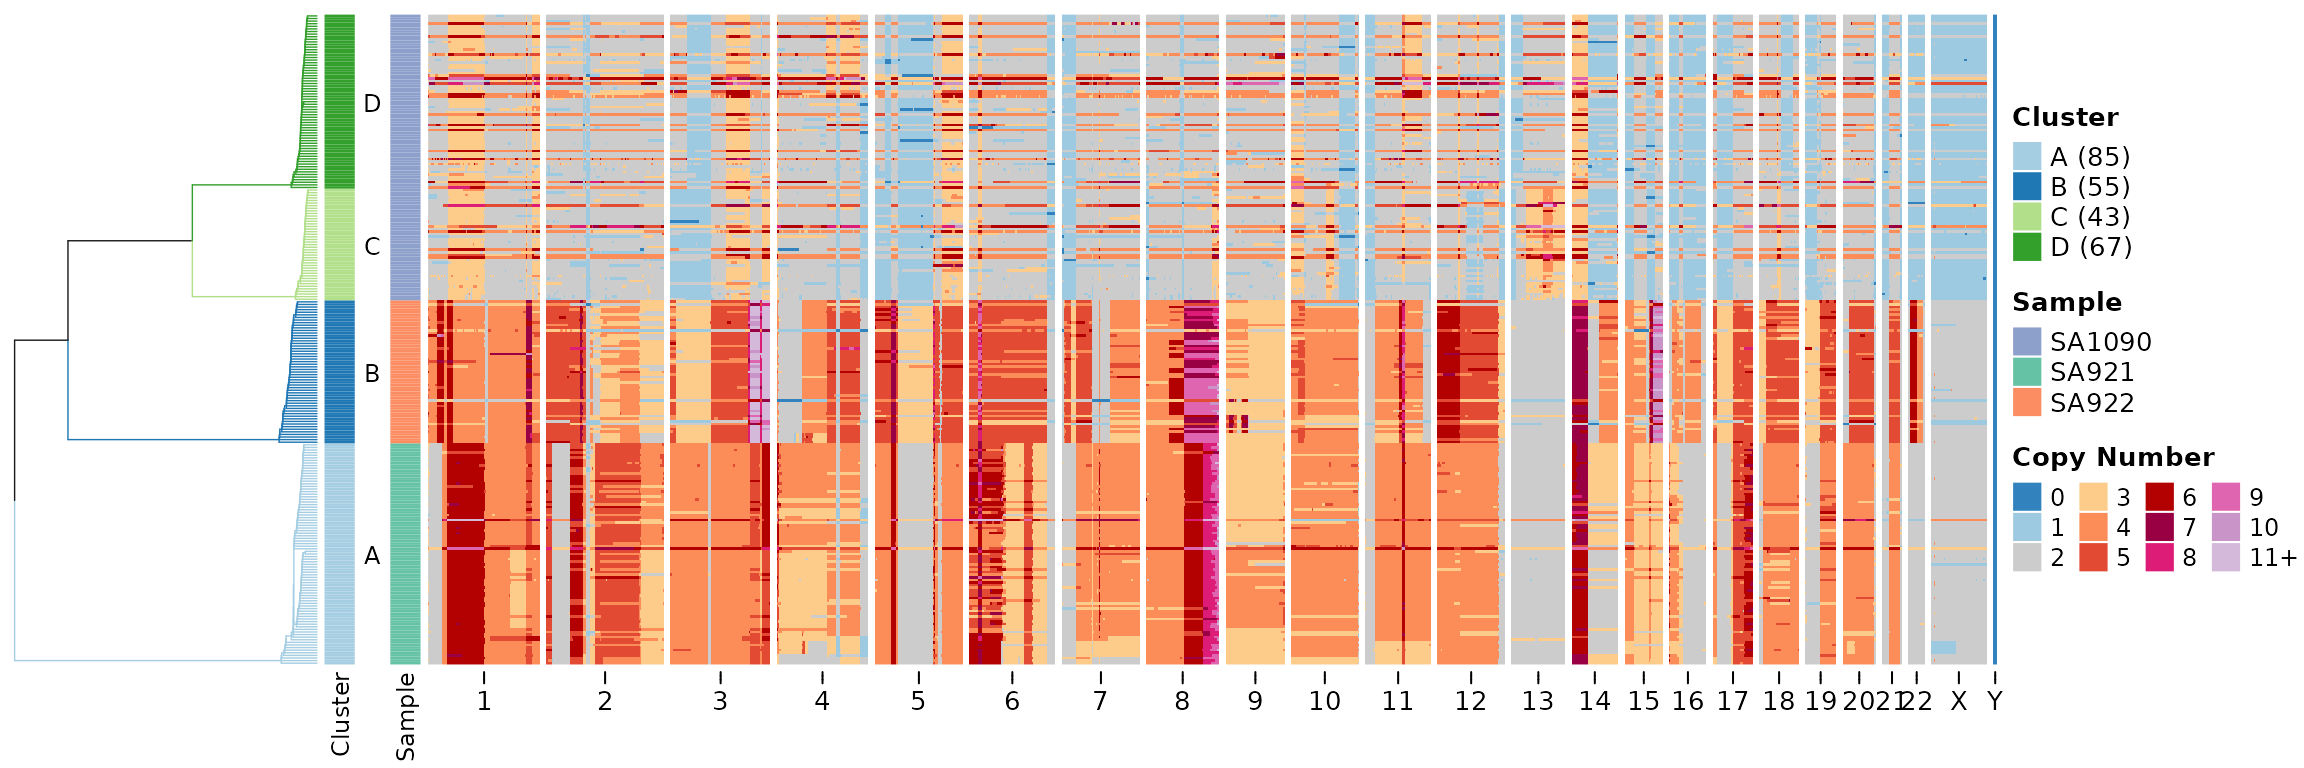 D
C
B
A
Cluster
Sample
1 2 3 4 5 6 7 8 9 10 11 12 13 14 15 16 17 18 19 20 21 22 X Y
Cluster
A (85)
B (55)
C (43)
D (67)
Sample
SA1090
SA921
SA922
Copy Number
0 3 6 9
1 4 7 10
2 5 8 11+